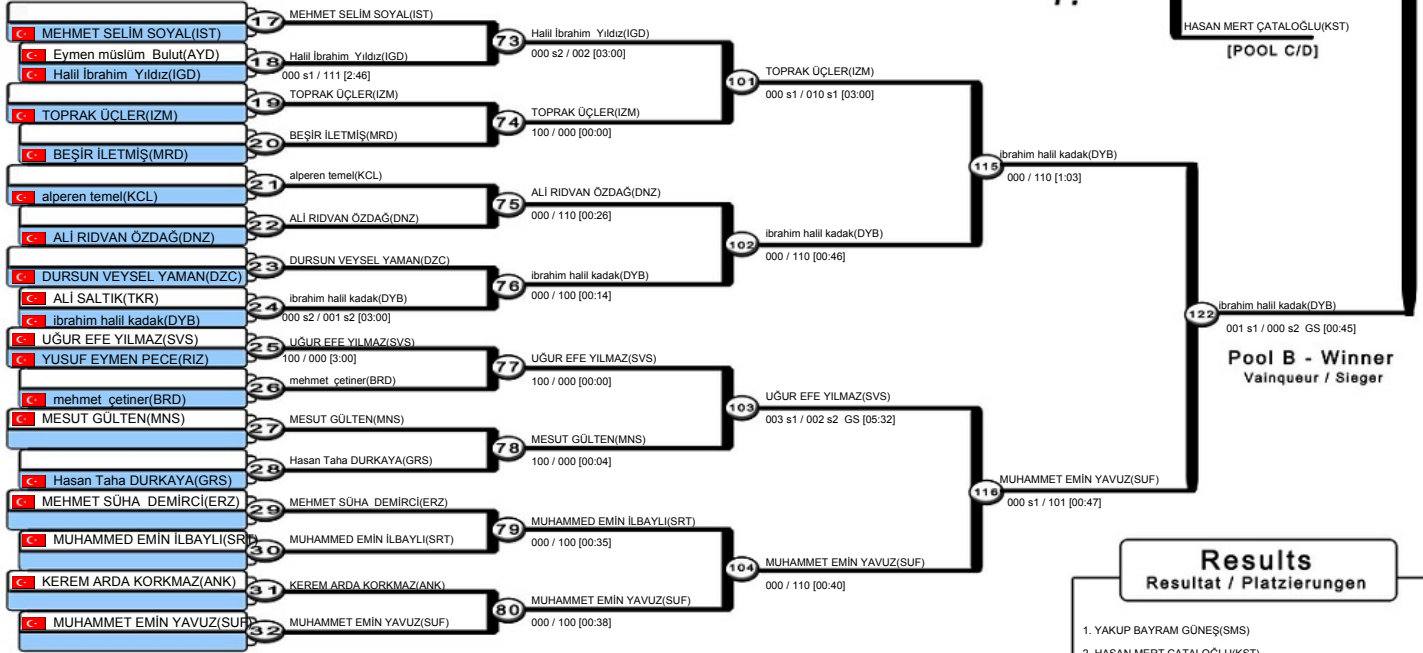 17 MEHMET SELİM SOYAL(IST)
MEHMET SELİM SOYAL(IST)
73 Halil İbrahim Yıldız(IGD)
000 s2 / 002 [03:00]
HASAN MERT ÇATALOĞLU(KST)
[POOL C/D]
Eymen müslüm Bulut(AYD)
18 Halil İbrahim Yıldız(IGD)
Halil İbrahim Yıldız(IGD)
000 s1 / 111 [2:46]
101 TOPRAK ÜÇLER(IZM)
000 s1 / 010 s1 [03:00]
19 TOPRAK ÜÇLER(IZM)
TOPRAK ÜÇLER(IZM)
74 TOPRAK ÜÇLER(IZM)
100 / 000 [00:00]
20 BEŞİR İLETMİŞ(MRD)
BEŞİR İLETMİŞ(MRD)
115 ibrahim halil kadak(DYB)
000 / 110 [1:03]
21 alperen temel(KCL)
alperen temel(KCL)
75 ALİ RIDVAN ÖZDAĞ(DNZ)
000 / 110 [00:26]
22 ALİ RIDVAN ÖZDAĞ(DNZ)
ALİ RIDVAN ÖZDAĞ(DNZ)
102 ibrahim halil kadak(DYB)
000 / 110 [00:46]
23 DURSUN VEYSEL YAMAN(DZC)
DURSUN VEYSEL YAMAN(DZC)
76 ibrahim halil kadak(DYB)
000 / 100 [00:14]
ALİ SALTIK(TKR)
24 ibrahim halil kadak(DYB)
ibrahim halil kadak(DYB)
000 s2 / 001 s2 [03:00]
122 ibrahim halil kadak(DYB)
001 s1 / 000 s2 GS [00:45]
Pool B - Winner
Vainqueur / Sieger
UĞUR EFE YILMAZ(SVS)
25 UĞUR EFE YILMAZ(SVS)
YUSUF EYMEN PECE(RIZ)
100 / 000 [3:00]
77 UĞUR EFE YILMAZ(SVS)
100 / 000 [00:00]
26 mehmet çetiner(BRD)
mehmet çetiner(BRD)
103 UĞUR EFE YILMAZ(SVS)
003 s1 / 002 s2 GS [05:32]
MESUT GÜLTEN(MNS)
27 MESUT GÜLTEN(MNS)
78 MESUT GÜLTEN(MNS)
100 / 000 [00:04]
28 Hasan Taha DURKAYA(GRS)
Hasan Taha DURKAYA(GRS)
116 MUHAMMET EMİN YAVUZ(SUF)
000 s1 / 101 [00:47]
MEHMET SÜHA DEMİRCİ(ERZ)
29 MEHMET SÜHA DEMİRCİ(ERZ)
79 MUHAMMED EMİN İLBAYLI(SRT)
000 / 100 [00:35]
MUHAMMED EMİN İLBAYLI(SRT)
30 MUHAMMED EMİN İLBAYLI(SRT)
104 MUHAMMET EMİN YAVUZ(SUF)
000 / 110 [00:40]
KEREM ARDA KORKMAZ(ANK)
31 KEREM ARDA KORKMAZ(ANK)
80 MUHAMMET EMİN YAVUZ(SUF)
000 / 100 [00:38]
MUHAMMET EMİN YAVUZ(SUF)
32 MUHAMMET EMİN YAVUZ(SUF)
Results
Resultat / Platzierungen
1. YAKUP BAYRAM GÜNEŞ(SMS)
2. HASAN MERT ÇATALOĞLU(KST)